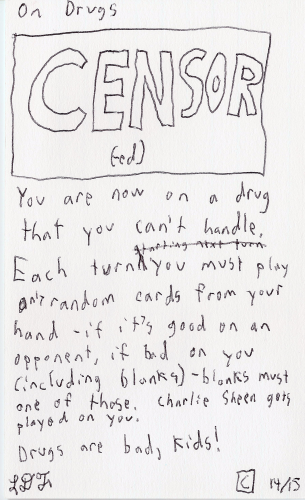 On Drugs
CENSOR
(ed)
You are now on a drug
that you can't handle.
starting next turn
Each turn you must play
random cards from your
hand - if it's good on an
opponent, if bad on you
(including blanks) - blanks must
one of those. Charlie Sheen gets
played on you.
Drugs are bad, kids!
C 14/15